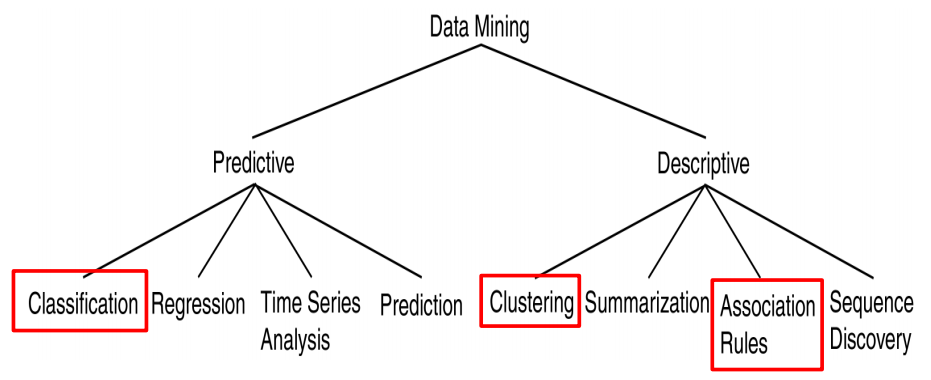 Data Mining
Predictive
Descriptive
Classification
Regression
Time Series
Analysis
Prediction
Clustering
Summarization
Association
Rules
Sequence
Discovery